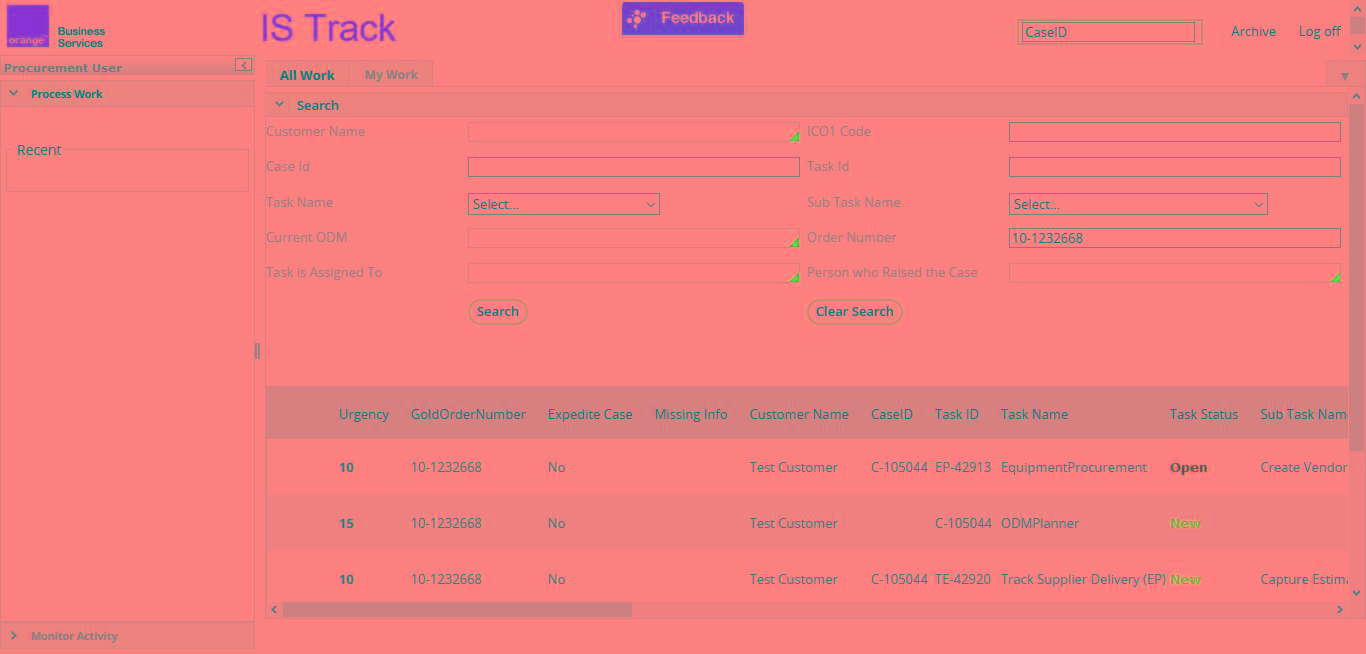 orange™
Business
Services
IS Track
Feedback
CaseID
Archive
Log off
Procurement User
Process Work
Recent
Monitor Activity
All Work
My Work
Search
Customer Name
ICO1 Code
Case Id
Task Id
Task Name
Select...
Sub Task Name
Select...
Current ODM
Order Number
10-1232668
Task is Assigned To
Person who Raised the Case
Search
Clear Search
Urgency GoldOrderNumber Expedite Case Missing Info Customer Name CaseID Task ID Task Name Task Status Sub Task Nam
10 10-1232668 No Test Customer C-105044 EP-42913 EquipmentProcurement Open Create Vendor
15 10-1232668 No Test Customer C-105044 ODMPlanner New
10 10-1232668 No Test Customer C-105044 TE-42920 Track Supplier Delivery (EP) New Capture Estima